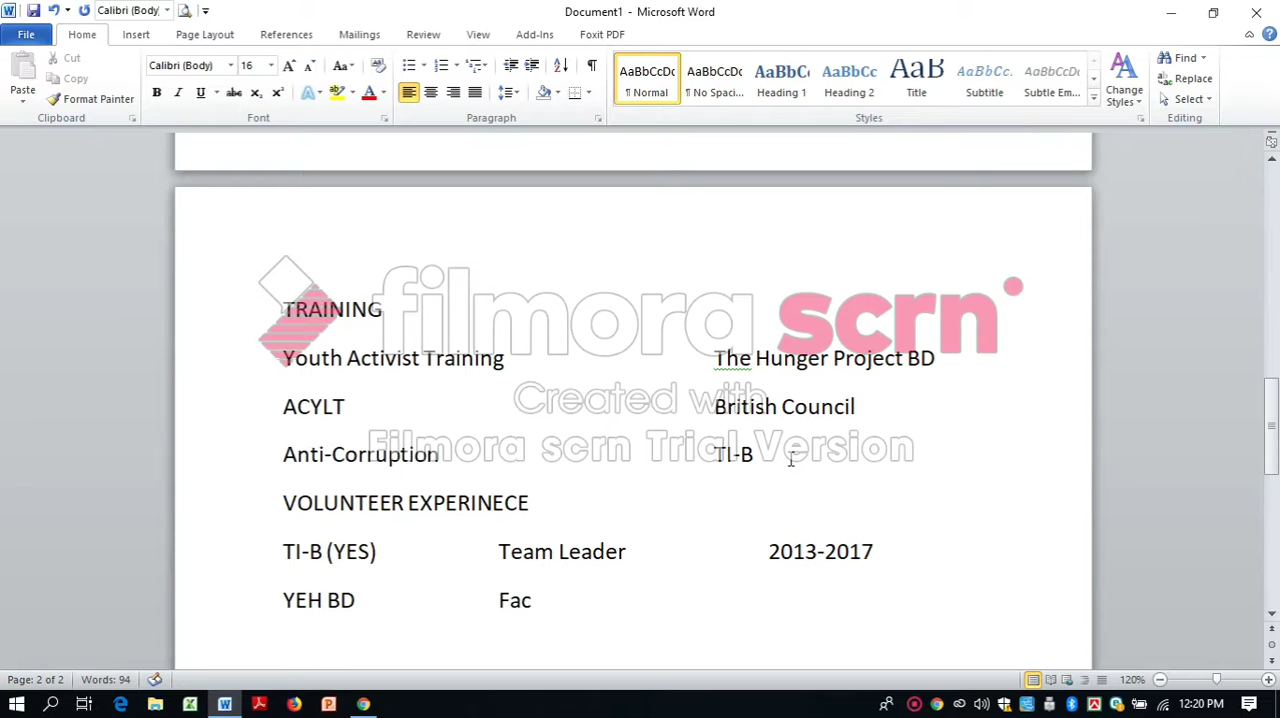 Calibri (Body) Document1 - Microsoft Word
File Home Insert Page Layout References Mailings Review View Add-Ins Foxit PDF
Paste Cut Copy Format Painter
Calibri (Body) 16
AaBbCcDc AaBbCcDc AaBbC AaBbCc AaB AaBbCcL AaBbCcDc
¶ Normal ¶ No Spaci... Heading 1 Heading 2 Title Subtitle Subtle Em...
Change Styles
Find
Replace
Select
Clipboard Font Paragraph Styles Editing
filmora scrn
Created with
Filmora scrn Trial Version
TRAINING
Youth Activist Training The Hunger Project BD
ACYLT British Council
Anti-Corruption TI-B
VOLUNTEER EXPERINECE
TI-B (YES) Team Leader 2013-2017
YEH BD Fac
Page: 2 of 2 Words: 94 120%
12:20 PM